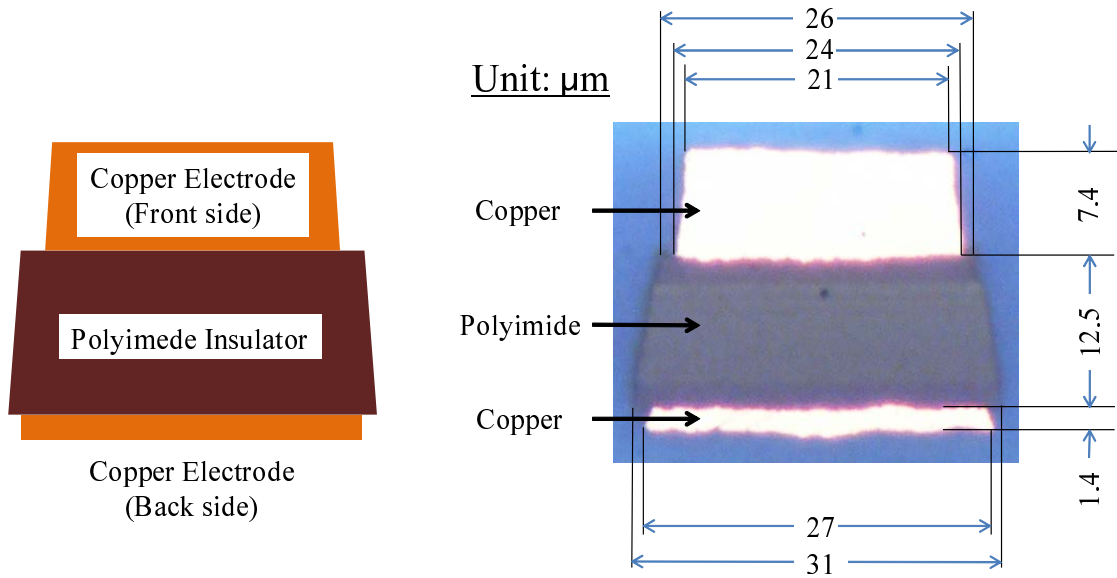 Copper Electrode
(Front side)
Polyimede Insulator
Copper Electrode
(Back side)
Unit: μm
26
24
21
Copper
Polyimide
Copper
7.4
12.5
1.4
27
31